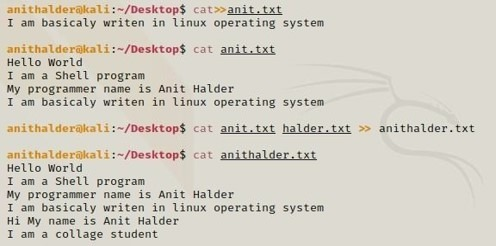 anithalder@kali:~/Desktop$ cat>>anit.txt
I am basicaly writen in linux operating system
anithalder@kali:~/Desktop$ cat anit.txt
Hello World
I am a Shell program
My programmer name is Anit Halder
I am basicaly writen in linux operating system
anithalder@kali:~/Desktop$ cat anit.txt halder.txt >> anithalder.txt
anithalder@kali:~/Desktop$ cat anithalder.txt
Hello World
I am a Shell program
My programmer name is Anit Halder
I am basicaly writen in linux operating system
Hi My name is Anit Halder
I am a collage student